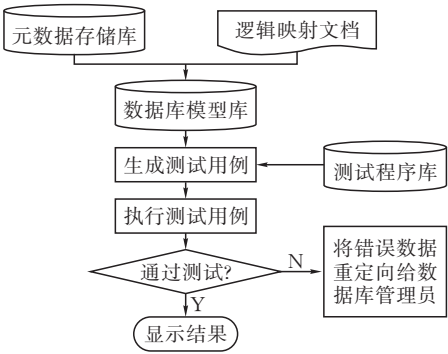 元数据存储库
逻辑映射文档
数据库模型库
生成测试用例
测试程序库
执行测试用例
通过测试?
N
将错误数据
重定向给数
据库管理员
Y
显示结果